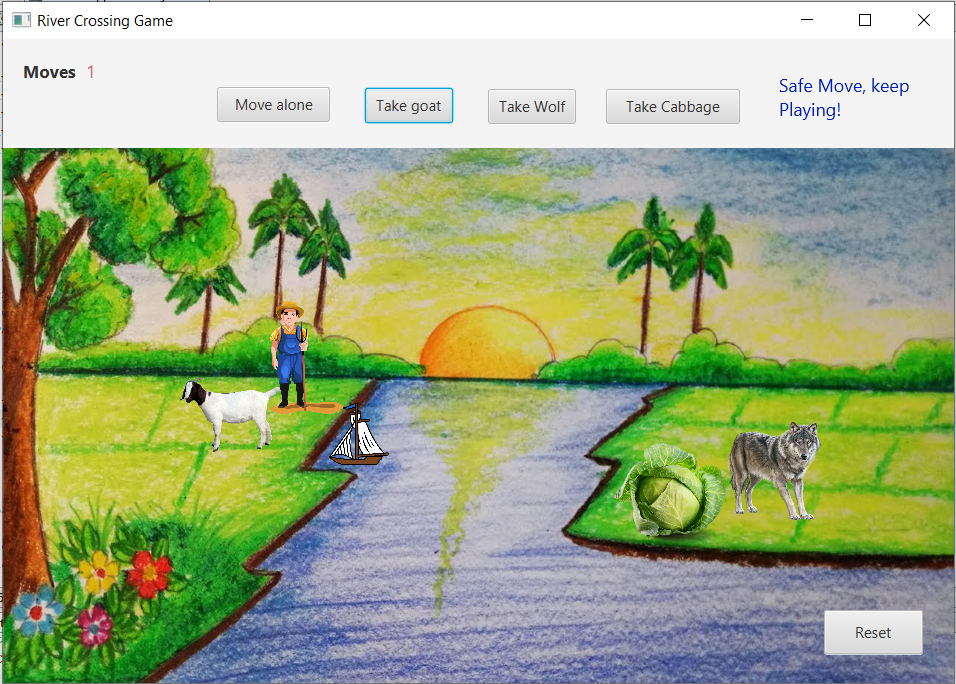 River Crossing Game
Moves 1
Move alone
Take goat
Take Wolf
Take Cabbage
Safe Move, keep
Playing!
Reset